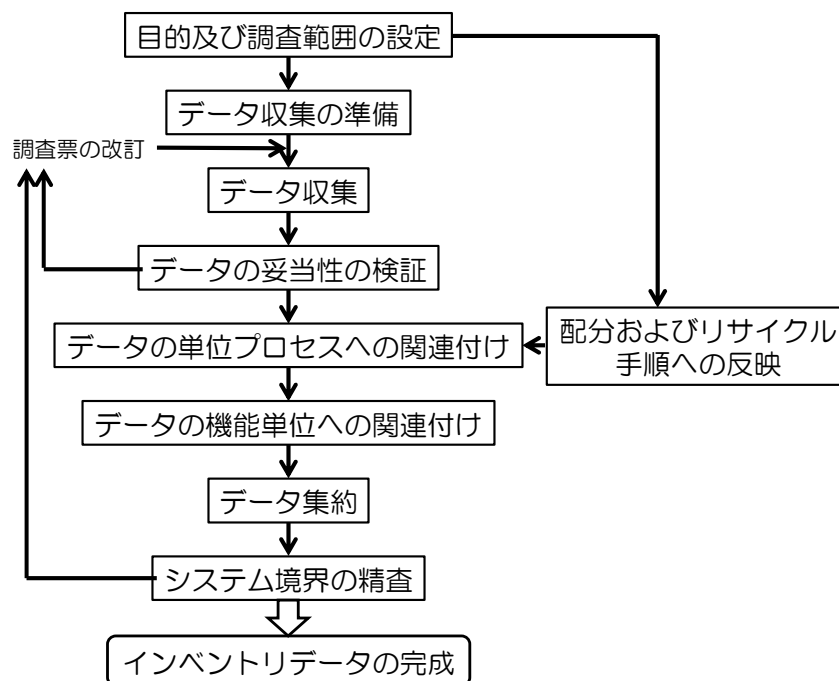 目的及び調査範囲の設定
データ収集の準備
調査票の改訂
データ収集
データの妥当性の検証
データの単位プロセスへの関連付け
配分およびリサイクル
手順への反映
データの機能単位への関連付け
データ集約
システム境界の精査
インベントリデータの完成